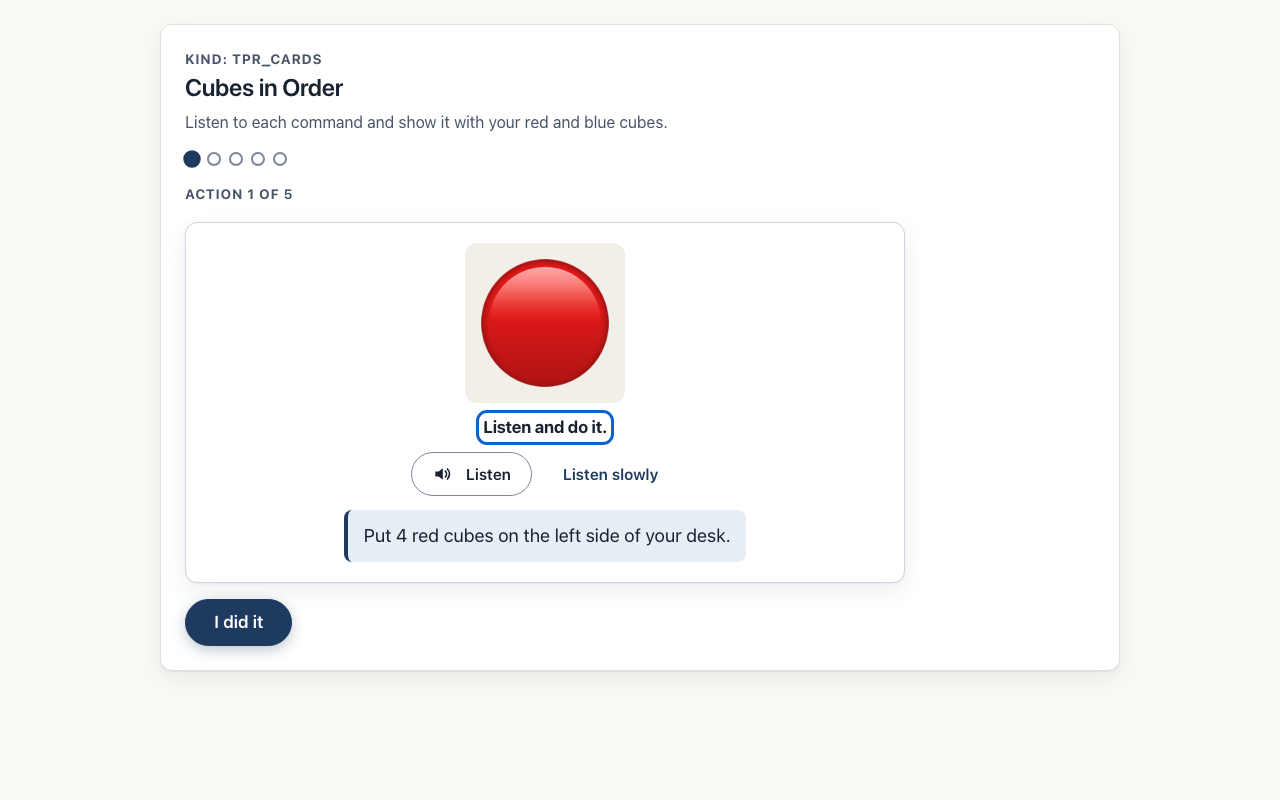 KIND: TPR_CARDS
Cubes in Order
Listen to each command and show it with your red and blue cubes.
ACTION 1 OF 5
Listen and do it.
Listen
Listen slowly
Put 4 red cubes on the left side of your desk.
I did it